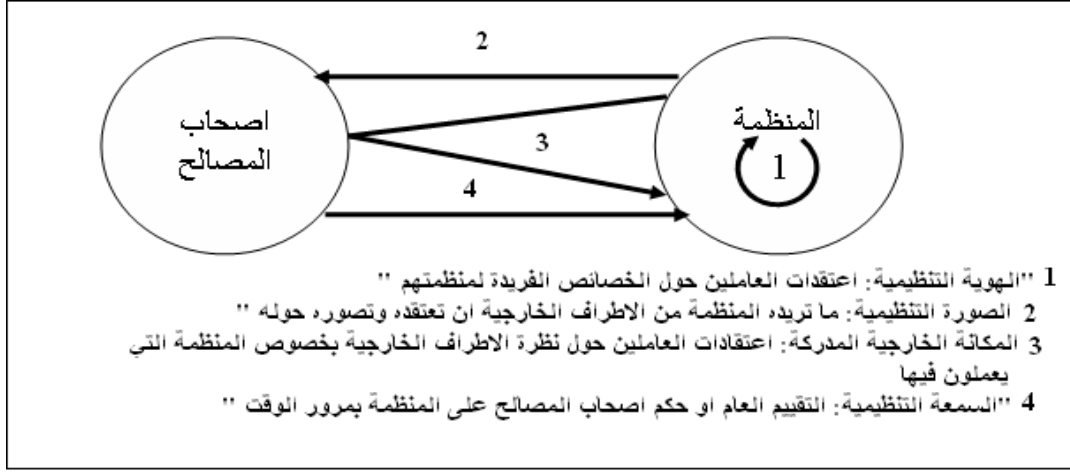 2
اصحاب
المصالح
3
4
المنظمة
1
1 "الهوية التنظيمية: اعتقادات العاملين حول الخصائص الفريدة لمنظمتهم "
2 الصورة التنظيمية: ما تريده المنظمة من الاطراف الخارجية ان تعتقده وتصوره حوله "
3 المكانة الخارجية المدركة: اعتقادات العاملين حول نظرة الاطراف الخارجية بخصوص المنظمة التي
يعملون فيها
4 "السمعة التنظيمية: التقييم العام او حكم اصحاب المصالح على المنظمة بمرور الوقت "